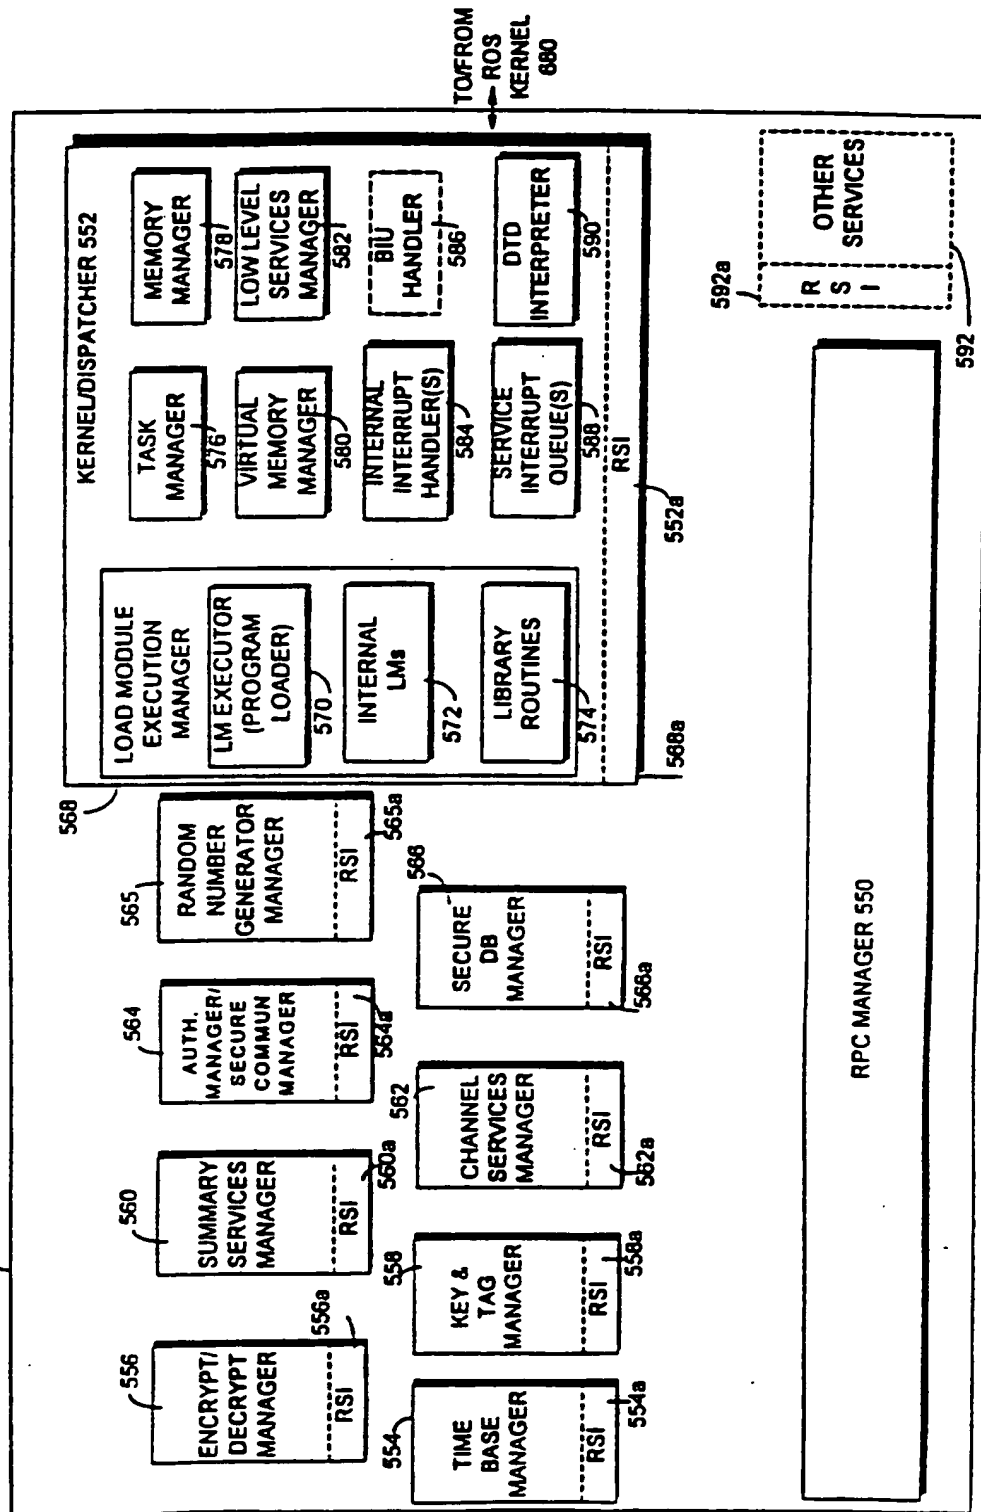 TO/FROM
ROS
KERNEL
680
KERNEL/DISPATCHER 552
LOAD MODULE
EXECUTION
MANAGER
568
LM EXECUTOR
(PROGRAM
LOADER)
570
INTERNAL
LMs
572
LIBRARY
ROUTINES
574
568a
TASK
MANAGER
576
MEMORY
MANAGER
578
VIRTUAL
MEMORY
MANAGER
580
LOW LEVEL
SERVICES
MANAGER
582
INTERNAL
INTERRUPT
HANDLER(S)
584
BIU
HANDLER
586
SERVICE
INTERRUPT
QUEUE(S)
588
DTD
INTERPRETER
590
RSI
552a
556
ENCRYPT/
DECRYPT
MANAGER
RSI
556a
560
SUMMARY
SERVICES
MANAGER
RSI
560a
564
AUTH.
MANAGER/
SECURE
COMMUN
MANAGER
RSI
564a
565
RANDOM
NUMBER
GENERATOR
MANAGER
RSI
565a
554
TIME
BASE
MANAGER
RSI
554a
558
KEY &
TAG
MANAGER
RSI
558a
562
CHANNEL
SERVICES
MANAGER
RSI
562a
566
SECURE
DB
MANAGER
RSI
566a
RPC MANAGER 550
592a
R
S
I
OTHER
SERVICES
592